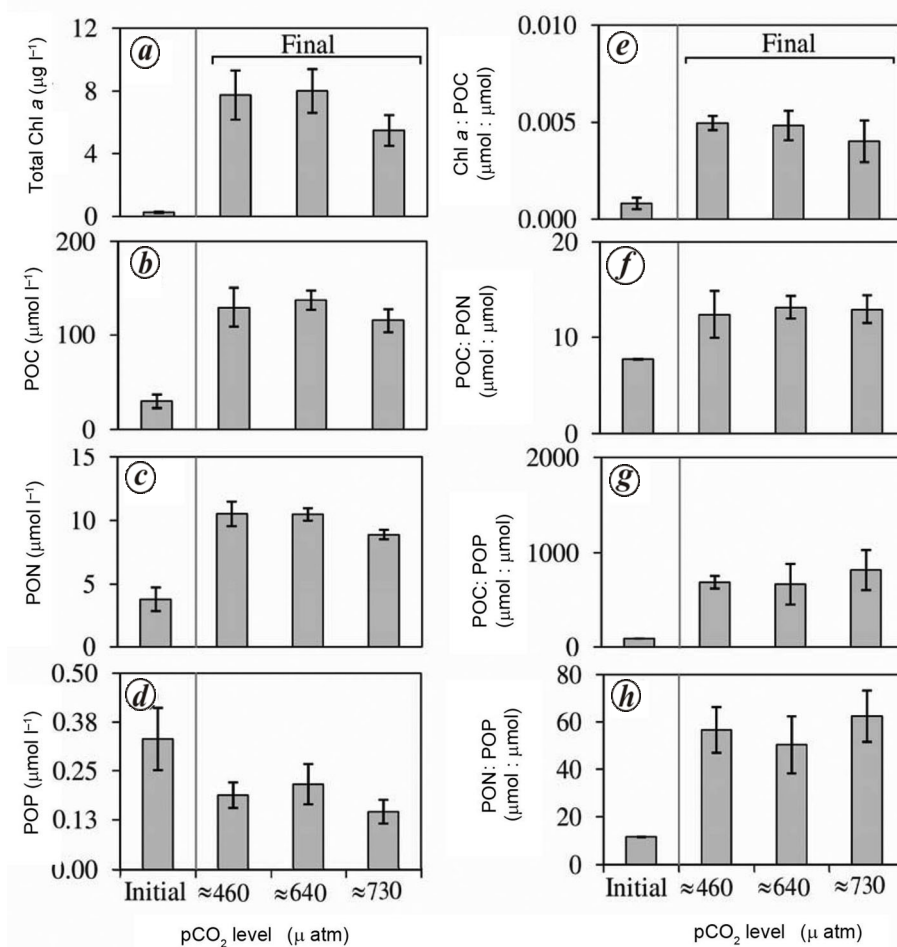 a
Final
Total Chl a (μg l⁻¹)
12
8
4
0
b
POC (μmol l⁻¹)
200
100
0
c
PON (μmol l⁻¹)
15
10
5
0
d
POP (μmol l⁻¹)
0.50
0.38
0.25
0.13
0.00
Initial ≈460 ≈640 ≈730
pCO₂ level (μ atm)
e
Final
Chl a : POC
(μmol : μmol)
0.010
0.005
0.000
f
POC: PON
(μmol : μmol)
20
10
0
g
POC: POP
(μmol : μmol)
2000
1000
0
h
PON: POP
(μmol : μmol)
80
60
40
20
0
Initial ≈460 ≈640 ≈730
pCO₂ level (μ atm)